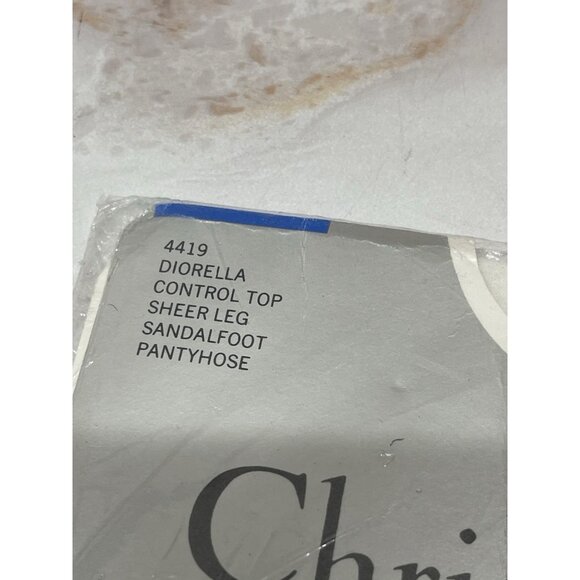 4419
DIORELLA
CONTROL TOP
SHEER LEG
SANDALFOOT
PANTYHOSE
Chri